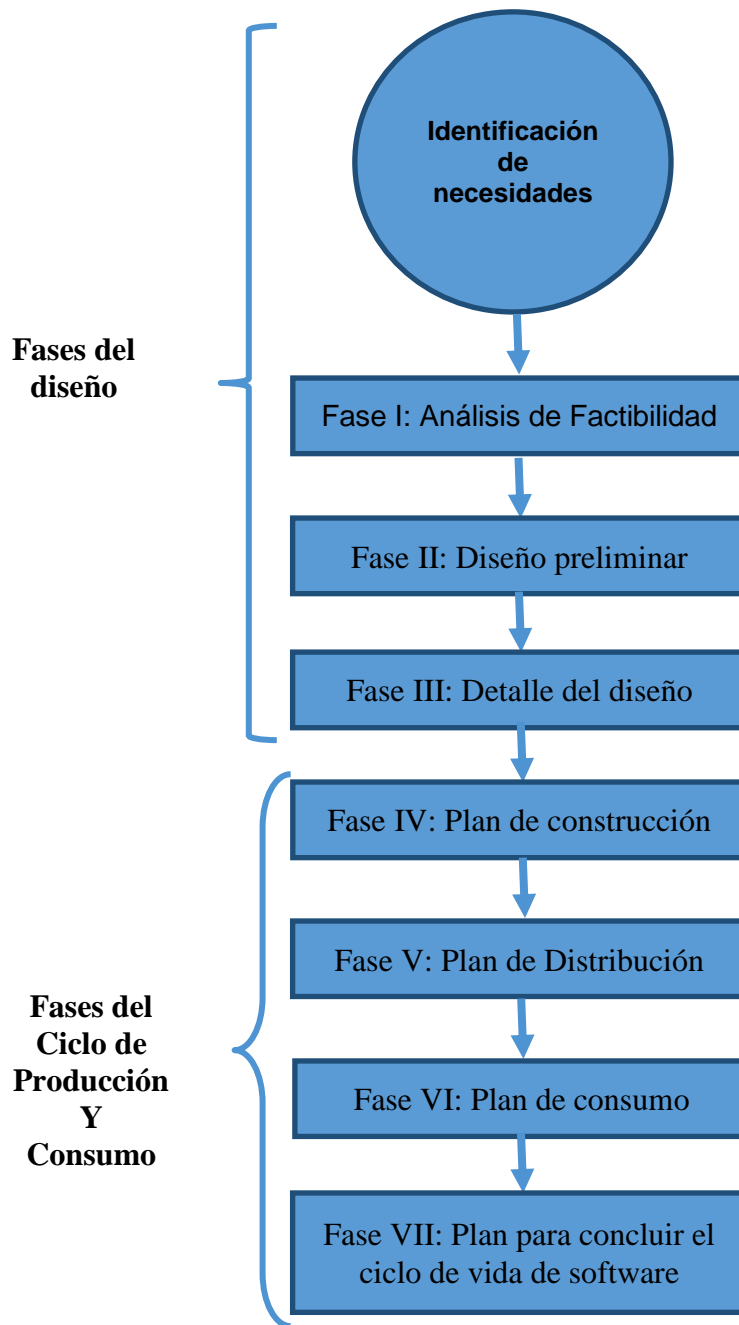 Identificación
de
necesidades
Fases del
diseño
Fase I: Análisis de Factibilidad
Fase II: Diseño preliminar
Fase III: Detalle del diseño
Fase IV: Plan de construcción
Fase V: Plan de Distribución
Fases del
Ciclo de
Producción
Y
Consumo
Fase VI: Plan de consumo
Fase VII: Plan para concluir el
ciclo de vida de software